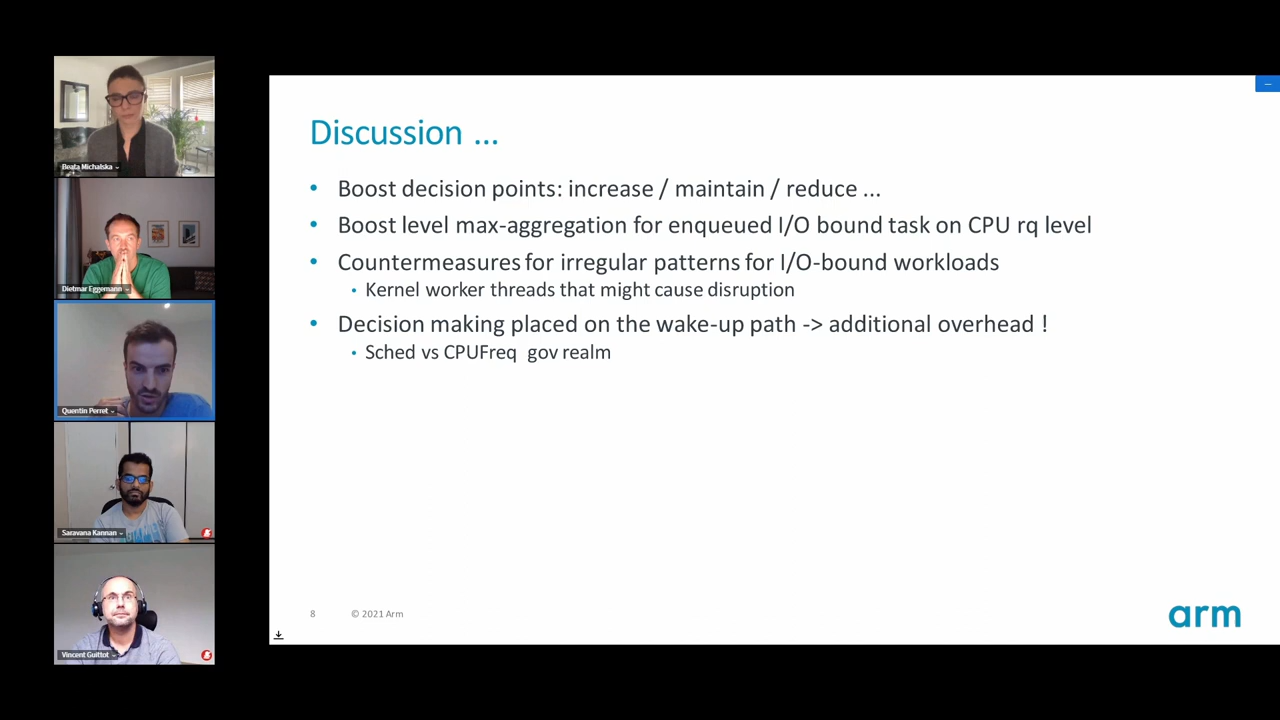 Beata Michalska
Dietmar Eggemann
Quentin Perret
Saravana Kannan
Vincent Guittot
Discussion ...
• Boost decision points: increase / maintain / reduce ...
• Boost level max-aggregation for enqueued I/O bound task on CPU rq level
• Countermeasures for irregular patterns for I/O-bound workloads
• Kernel worker threads that might cause disruption
• Decision making placed on the wake-up path -> additional overhead !
• Sched vs CPUFreq gov realm
8 © 2021 Arm
arm